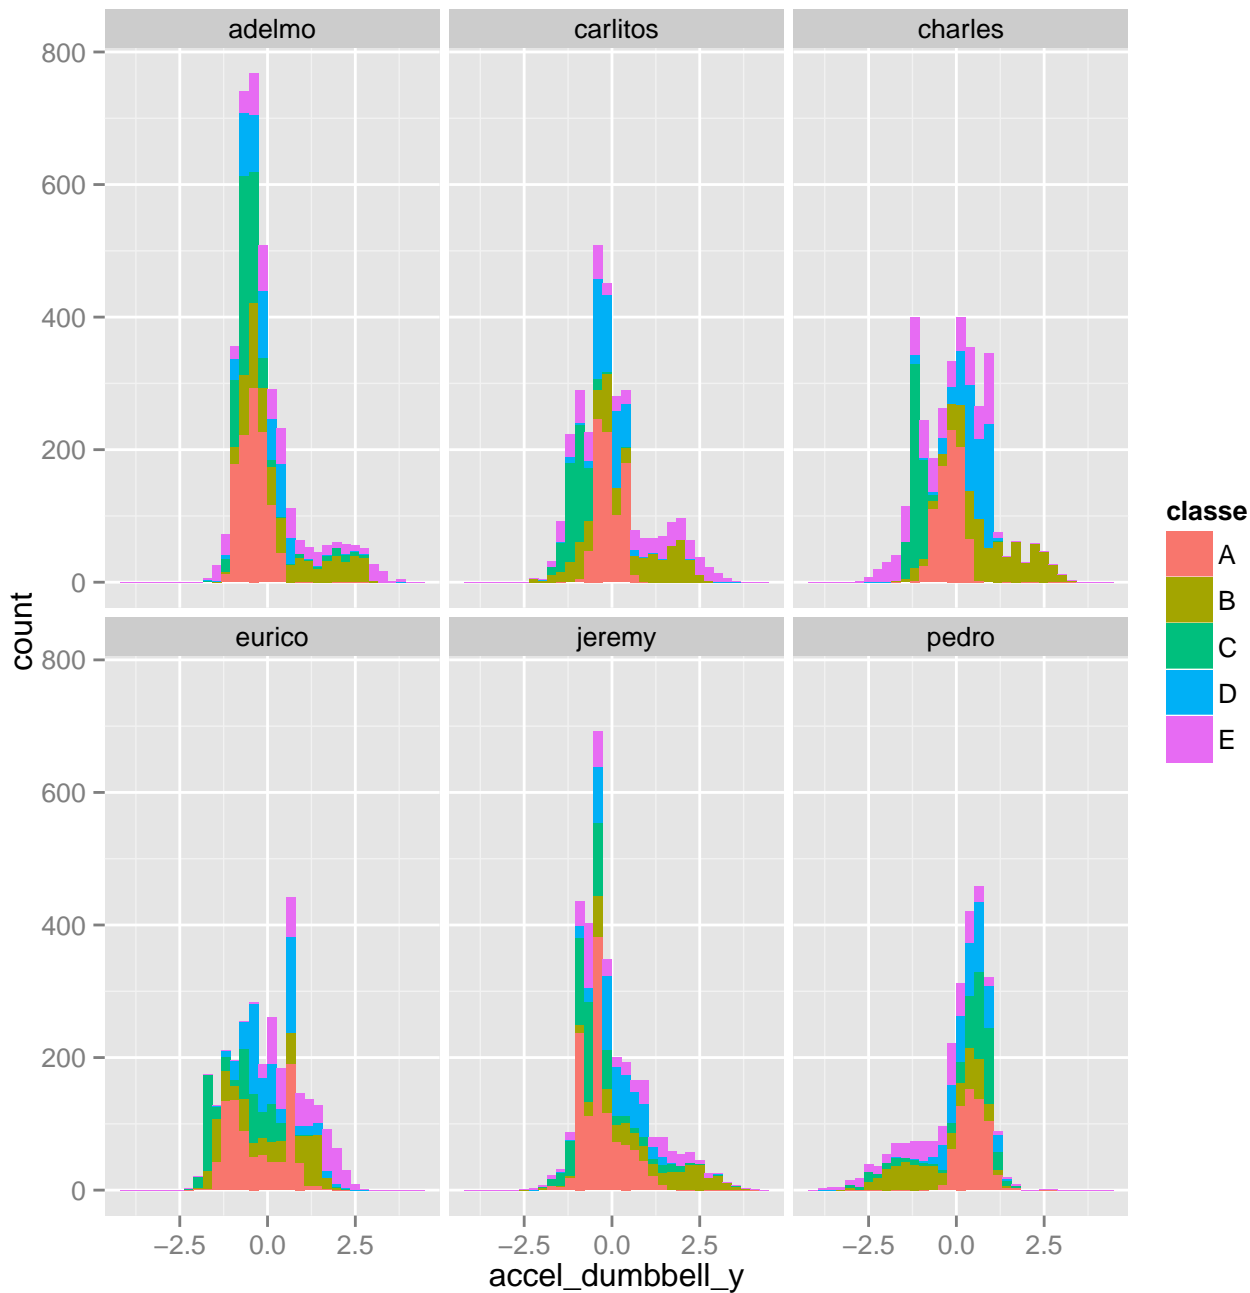 adelmo carlitos charles
800
600
400
200
0
eurico jeremy pedro
800
600
400
200
0
−2.5 0.0 2.5 −2.5 0.0 2.5 −2.5 0.0 2.5
accel_dumbbell_y
count
classe
A
B
C
D
E